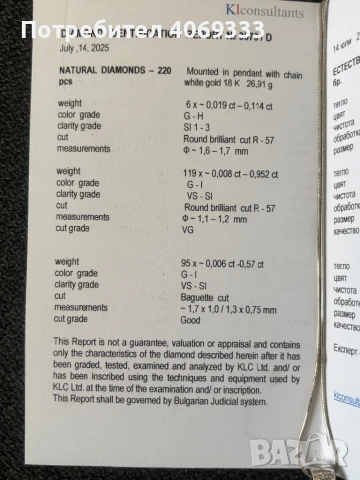 Потребител 4069333
KIconsultants
July ,14, 2025
NATURAL DIAMONDS – 220 pcs
Mounted in pendant with chain
white gold 18 K 26,91 g
weight 6 x ~ 0,019 ct – 0,114 ct
color grade G - H
clarity grade SI 1 - 3
cut Round brilliant cut R - 57
measurements Ф ~ 1,6 – 1,7 mm
weight 119 x ~ 0,008 ct – 0,952 ct
color grade G - I
clarity grade VS - SI
cut Round brilliant cut R - 57
measurements Ф ~ 1,1 – 1,2 mm
cut grade VG
weight 95 x ~ 0,006 ct -0,57 ct
color grade G - I
clarity grade VS - SI
cut Baguette cut
measurements ~ 1,7 x 1,0 / 1,3 x 0,75 mm
cut grade Good
This Report is not a guarantee, valuation or appraisal and contains
only the characteristics of the diamond described herein after it has
been graded, tested, examined and analyzed by KLC Ltd. and/ or
has been inscribed using the techniques and equipment used by
KLC Ltd. at the time of the examination and/ or inscription.
This Report shall be governed by Bulgarian Judicial system.
14 юли
ЕСТЕСТВ
бр.
тегло
цвят
чистота
обработка
размер
тегло
цвят
чистота
обработка
размер
качество
тегло
цвят
чистота
обработк
размер
качество
Експерт
klconsult
BAZAR
bg